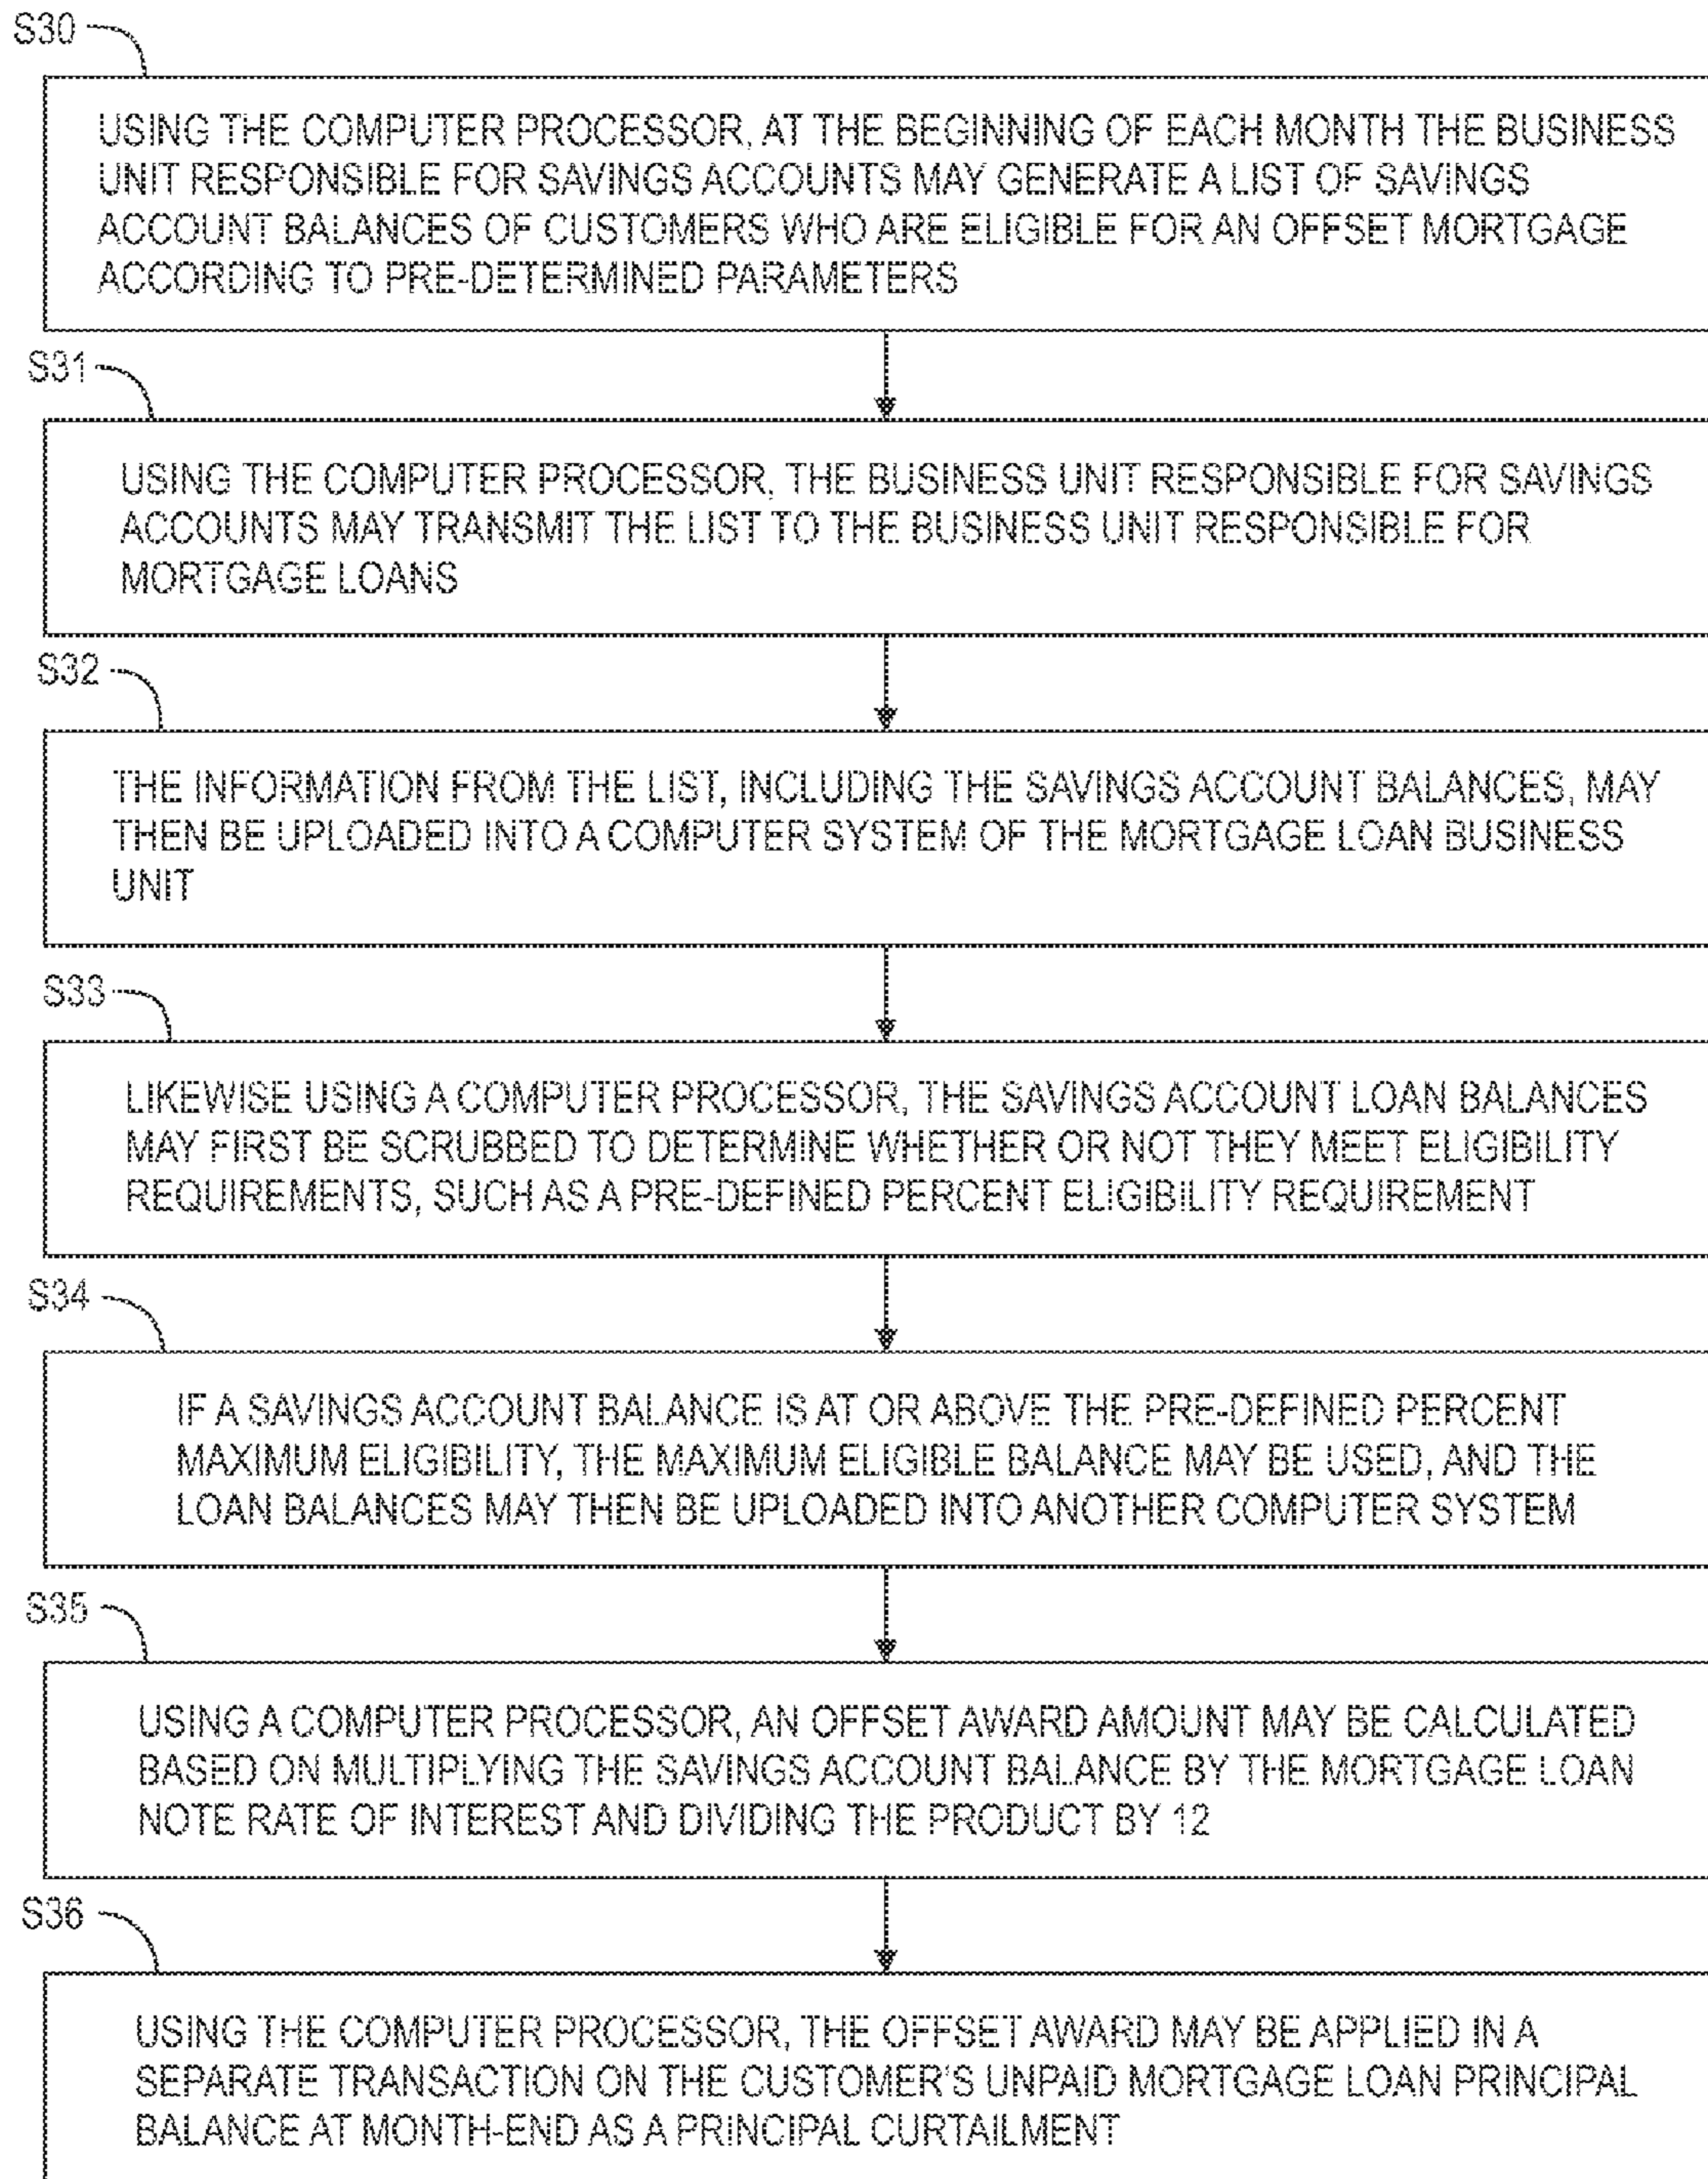 S30
USING THE COMPUTER PROCESSOR, AT THE BEGINNING OF EACH MONTH THE BUSINESS
UNIT RESPONSIBLE FOR SAVINGS ACCOUNTS MAY GENERATE A LIST OF SAVINGS
ACCOUNT BALANCES OF CUSTOMERS WHO ARE ELIGIBLE FOR AN OFFSET MORTGAGE
ACCORDING TO PRE-DETERMINED PARAMETERS
S31
USING THE COMPUTER PROCESSOR, THE BUSINESS UNIT RESPONSIBLE FOR SAVINGS
ACCOUNTS MAY TRANSMIT THE LIST TO THE BUSINESS UNIT RESPONSIBLE FOR
MORTGAGE LOANS
S32
THE INFORMATION FROM THE LIST, INCLUDING THE SAVINGS ACCOUNT BALANCES, MAY
THEN BE UPLOADED INTO A COMPUTER SYSTEM OF THE MORTGAGE LOAN BUSINESS
UNIT
S33
LIKEWISE USING A COMPUTER PROCESSOR, THE SAVINGS ACCOUNT LOAN BALANCES
MAY FIRST BE SCRUBBED TO DETERMINE WHETHER OR NOT THEY MEET ELIGIBILITY
REQUIREMENTS, SUCH AS A PRE-DEFINED PERCENT ELIGIBILITY REQUIREMENT
S34
IF A SAVINGS ACCOUNT BALANCE IS AT OR ABOVE THE PRE-DEFINED PERCENT
MAXIMUM ELIGIBILITY, THE MAXIMUM ELIGIBLE BALANCE MAY BE USED, AND THE
LOAN BALANCES MAY THEN BE UPLOADED INTO ANOTHER COMPUTER SYSTEM
S35
USING A COMPUTER PROCESSOR, AN OFFSET AWARD AMOUNT MAY BE CALCULATED
BASED ON MULTIPLYING THE SAVINGS ACCOUNT BALANCE BY THE MORTGAGE LOAN
NOTE RATE OF INTEREST AND DIVIDING THE PRODUCT BY 12
S36
USING THE COMPUTER PROCESSOR, THE OFFSET AWARD MAY BE APPLIED IN A
SEPARATE TRANSACTION ON THE CUSTOMER'S UNPAID MORTGAGE LOAN PRINCIPAL
BALANCE AT MONTH-END AS A PRINCIPAL CURTAILMENT